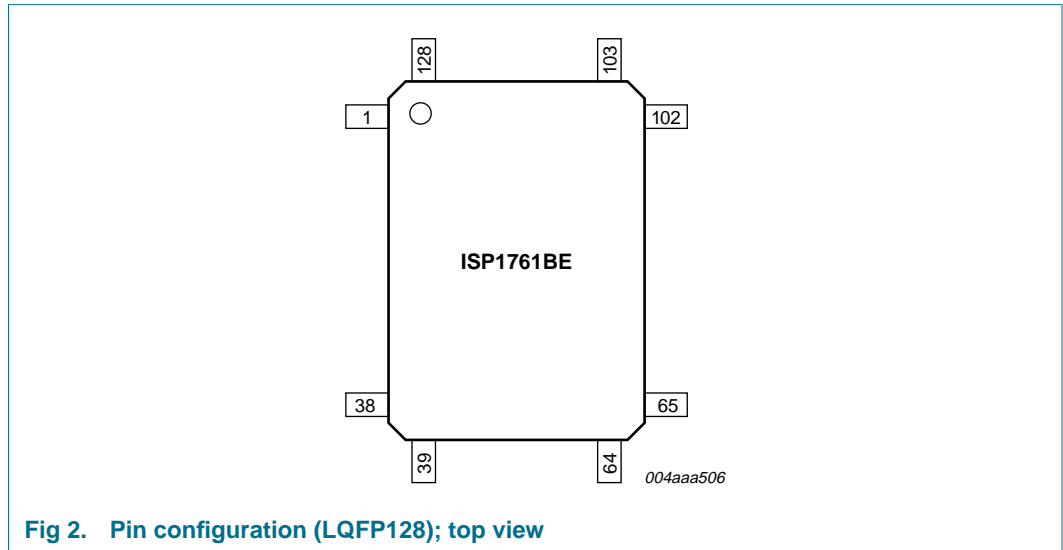 128
103
1
102
ISP1761BE
38
65
39
64
004aaa506
Fig 2. Pin configuration (LQFP128); top view